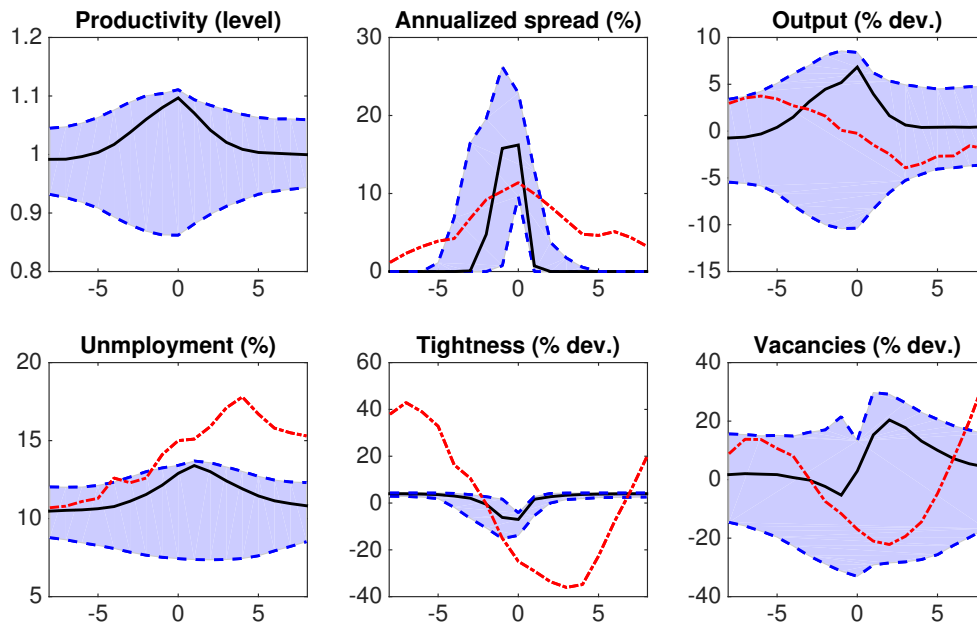 Productivity (level)
1.2
1.1
1
0.9
0.8
-5 0 5
Annualized spread (%)
30
20
10
0
-5 0 5
Output (% dev.)
10
5
0
-5
-10
-15
-5 0 5
Unmployment (%)
20
15
10
5
-5 0 5
Tightness (% dev.)
60
40
20
0
-20
-40
-5 0 5
Vacancies (% dev.)
40
20
0
-20
-40
-5 0 5